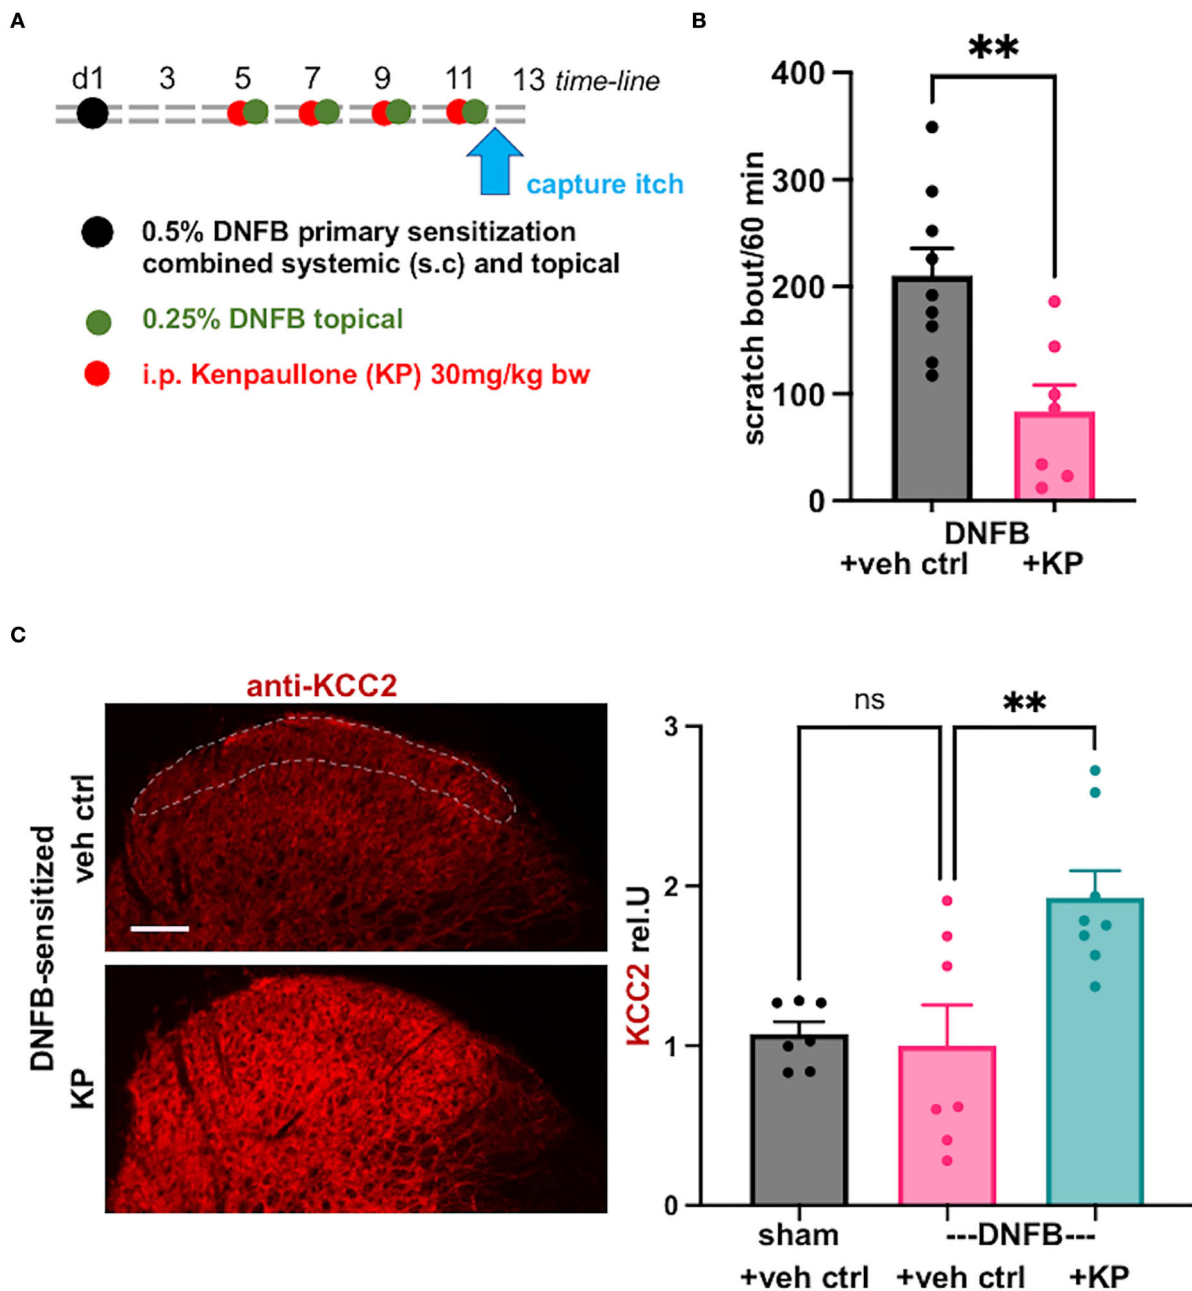 A
d1 3 5 7 9 11 13 time-line
capture itch
0.5% DNFB primary sensitization
combined systemic (s.c) and topical
0.25% DNFB topical
i.p. Kenpaullone (KP) 30mg/kg bw
B
**
400
300
200
100
0
scratch bout/60 min
DNFB
+veh ctrl +KP
C
anti-KCC2
DNFB-sensitized
veh ctrl
KP
ns **
3
2
1
0
KCC2 rel.U
sham ---DNFB---
+veh ctrl +veh ctrl +KP